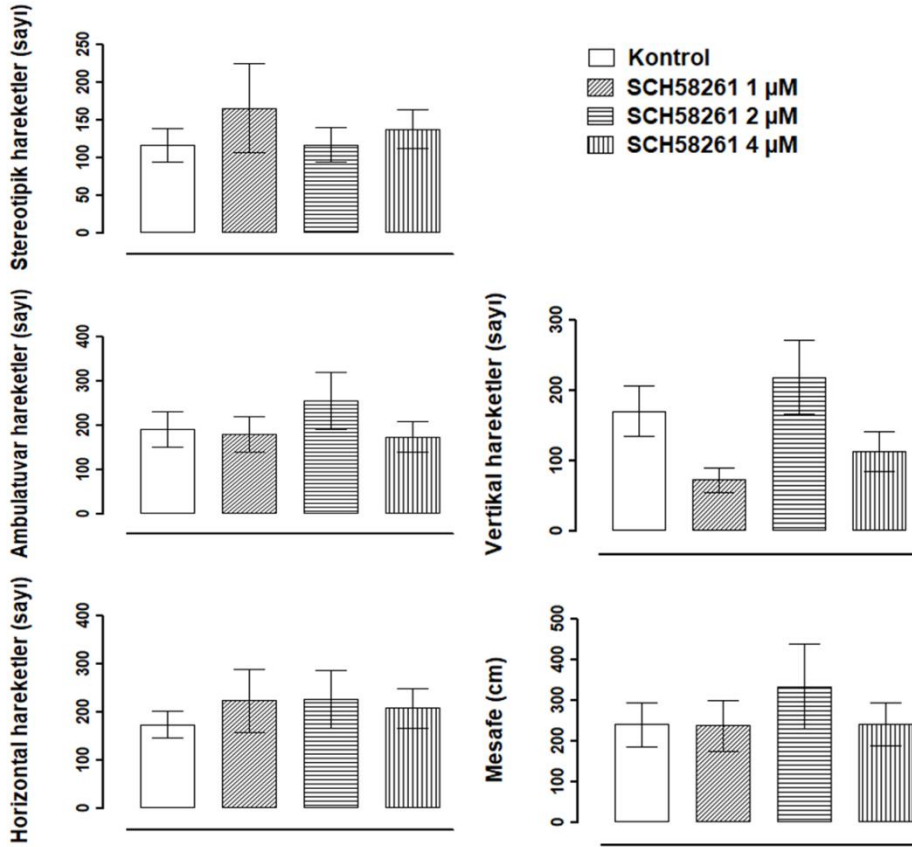 Stereotipik hareketler (sayı)
250
200
150
100
50
0
Kontrol
SCH58261 1 µM
SCH58261 2 µM
SCH58261 4 µM
Ambulatuvar hareketler (sayı)
400
300
200
100
0
Vertikal hareketler (sayı)
300
200
100
0
Horizontal hareketler (sayı)
400
300
200
100
0
Mesafe (cm)
500
400
300
200
100
0